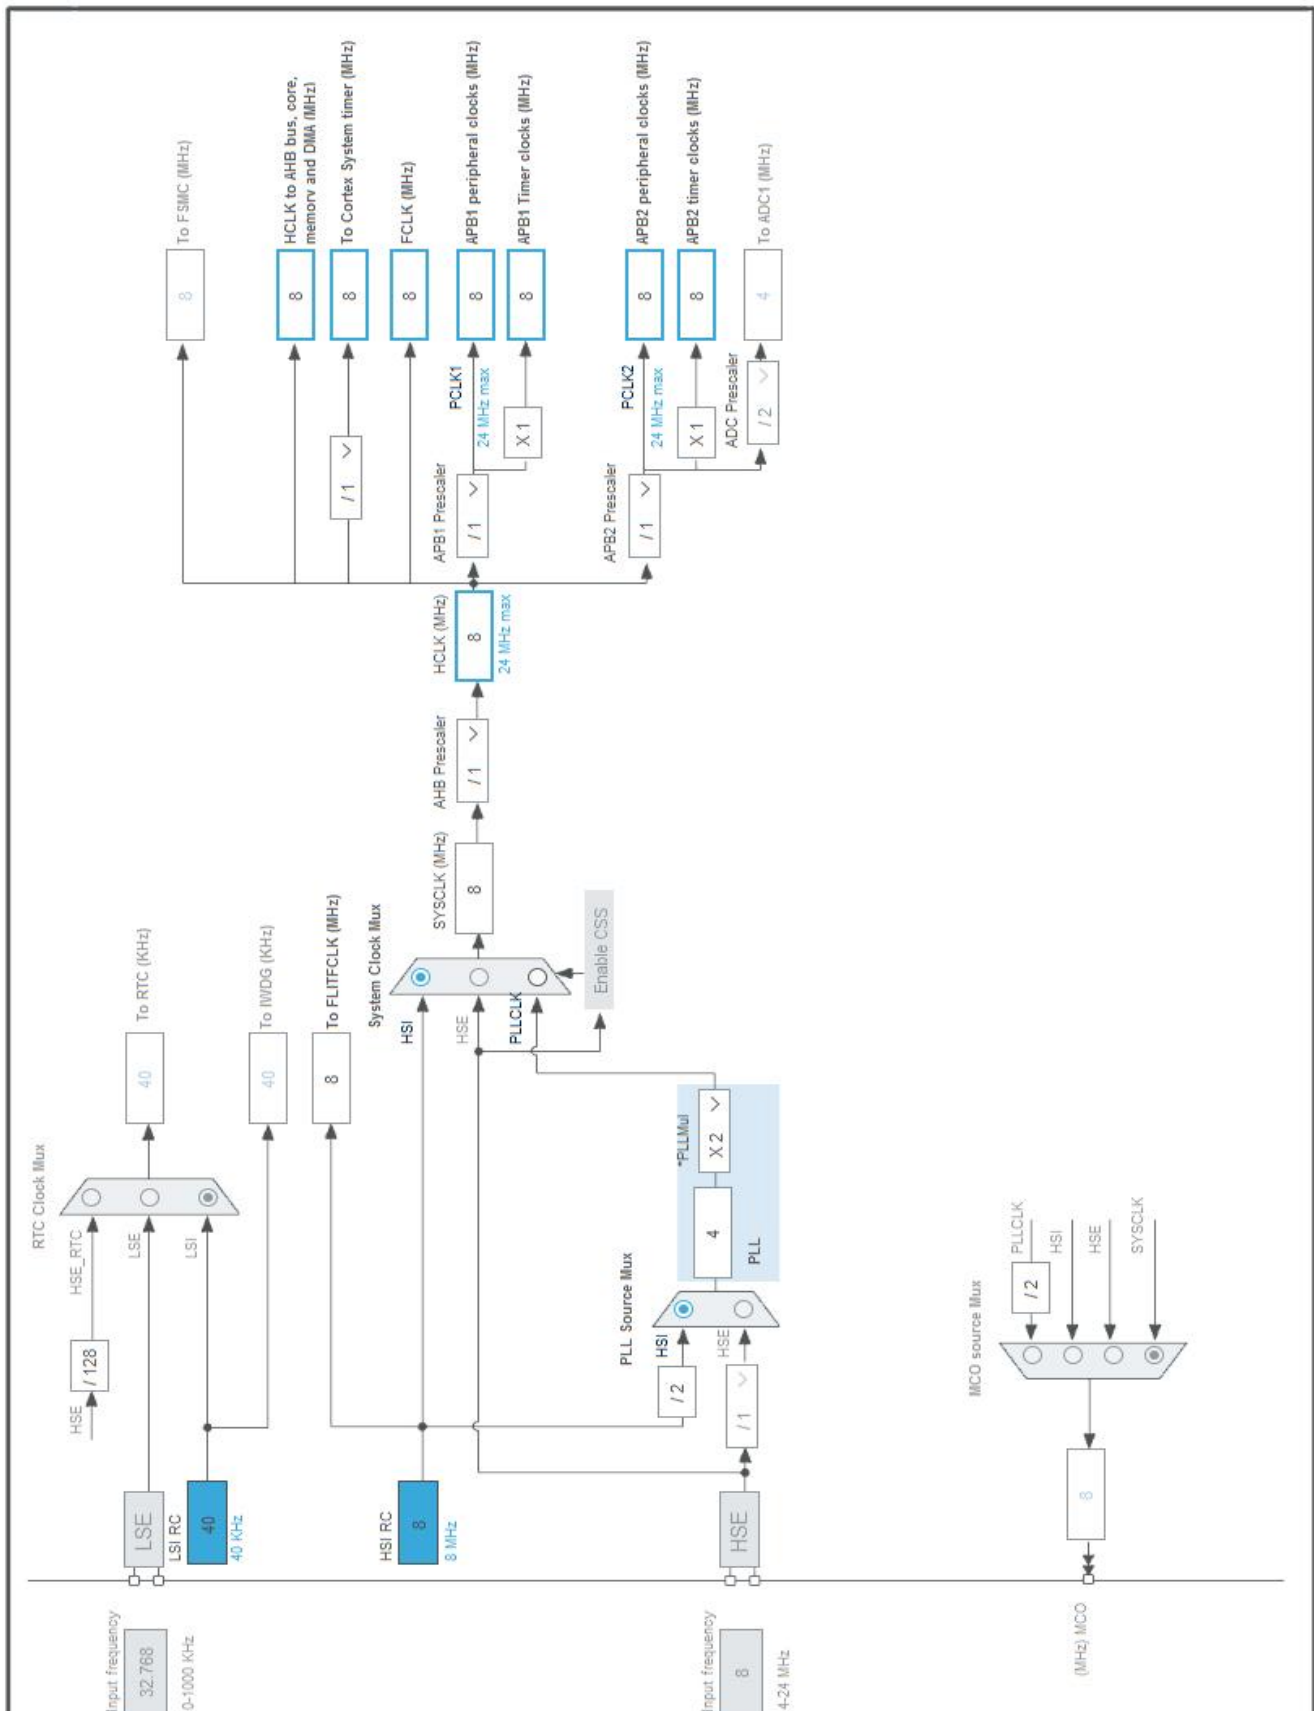 Input frequency
32.768
0-1000 KHz
LSE
LSI RC
40
40 KHz
HSE
/ 128
HSE_RTC
LSE
LSI
RTC Clock Mux
40
To RTC (KHz)
40
To IWDG (KHz)
8
To FLITFCLK (MHz)
HSI RC
8
8 MHz
Input frequency
8
4-24 MHz
HSE
/ 2
/ 1
HSI
HSE
PLL Source Mux
4
X 2
*PLLMul
PLL
HSI
HSE
PLLCLK
System Clock Mux
Enable CSS
SYSCLK (MHz)
8
AHB Prescaler
/ 1
HCLK (MHz)
8
24 MHz max
/ 1
APB1 Prescaler
/ 1
PCLK1
24 MHz max
X 1
APB2 Prescaler
/ 1
PCLK2
24 MHz max
X 1
ADC Prescaler
/ 2
8
To FSMC (MHz)
8
HCLK to AHB bus, core,
memory and DMA (MHz)
8
To Cortex System timer (MHz)
8
FCLK (MHz)
8
APB1 peripheral clocks (MHz)
8
APB1 Timer clocks (MHz)
8
APB2 peripheral clocks (MHz)
8
APB2 timer clocks (MHz)
4
To ADC1 (MHz)
MCO source Mux
/ 2
PLLCLK
HSI
HSE
SYSCLK
8
(MHz) MCO